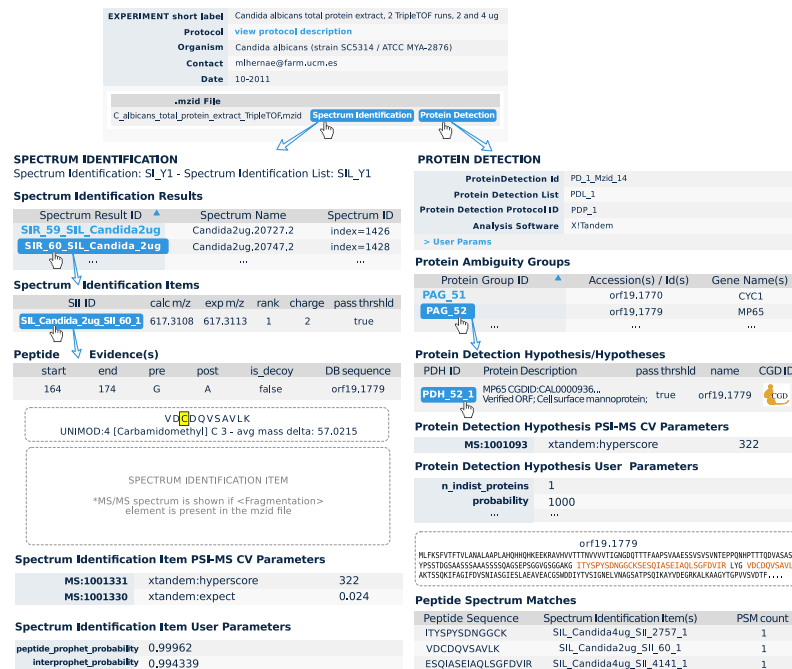 EXPERIMENT short label Candida albicans total protein extract, 2 TripleTOF runs, 2 and 4 ug
Protocol view protocol description
Organism Candida albicans (strain SC5314 / ATCC MYA-2876)
Contact mlhernae@farm.ucm.es
Date 10-2011
.mzid File
C_albicans_total_protein_extract_TripleTOF.mzid Spectrum Identification Protein Detection
SPECTRUM IDENTIFICATION
Spectrum Identification: SI_Y1 - Spectrum Identification List: SIL_Y1
Spectrum Identification Results
Spectrum Result ID Spectrum Name Spectrum ID
SIR_59_SIL_Candida2ug Candida2ug,20727,2 index=1426
SIR_60_SIL_Candida_2ug Candida2ug,20747,2 index=1428
... ... ...
Spectrum Identification Items
SII ID calc m/z exp m/z rank charge pass thrshld
SIL_Candida_2ug_SII_60_1 617,3108 617,3113 1 2 true
Peptide Evidence(s)
start end pre post is_decoy DB sequence
164 174 G A false orf19,1779
VDCDQVSAVLK
UNIMOD:4 [Carbamidomethyl] C 3 - avg mass delta: 57.0215
SPECTRUM IDENTIFICATION ITEM
*MS/MS spectrum is shown if <Fragmentation>
element is present in the mzid file
Spectrum Identification Item PSI-MS CV Parameters
MS:1001331 xtandem:hyperscore 322
MS:1001330 xtandem:expect 0.024
Spectrum Identification Item User Parameters
peptide_prophet_probability 0,99962
interprophet_probability 0,994339
PROTEIN DETECTION
ProteinDetection Id PD_1_Mzid_14
Protein Detection List PDL_1
Protein Detection Protocol ID PDP_1
Analysis Software X!Tandem
> User Params
Protein Ambiguity Groups
Protein Group ID Accession(s) / Id(s) Gene Name(s)
PAG_51 orf19.1770 CYC1
PAG_52 orf19.1779 MP65
... ... ...
Protein Detection Hypothesis/Hypotheses
PDH ID Protein Description pass thrshld name CGD ID
PDH_52_1 MP65 CGDID:CAL0000936... true orf19,1779 CGD
Verified ORF; Cell surface mannoprotein;
Protein Detection Hypothesis PSI-MS CV Parameters
MS:1001093 xtandem:hyperscore 322
Protein Detection Hypothesis User Parameters
n_indist_proteins 1
probability 1000
... ...
orf19.1779
MLFKSFVTFTVLANALAAPLAHQHHQHKEEKRAVHVVTTTNVVVVTIGNGDQTTTFAAPSVAAESSVSVSVNTEPPQNHPTTTQDVASAS
YPSSTDGSAASSSAAASSSSQAGSEPSGGVGSGGAKG ITYSPYSDNGGCKSESQIASEIAQLSGFDVIR LYG VDCDQVSAVL
AKTSSQKIFAGIFDVSNIASGIESLAEAVEACGSWDDIYTVSIGNELVNAGSATPSQIKAYVDEGRKALKAAGYTGPVVSVDTF....
Peptide Spectrum Matches
Peptide Sequence Spectrum Identification Item(s) PSM count
ITYSPYSDNGGCK SIL_Candida4ug_SII_2757_1 1
VDCDQVSAVLK SIL_Candida2ug_SII_60_1 1
ESQIASEIAQLSGFDVIR SIL_Candida4ug_SII_4141_1 1